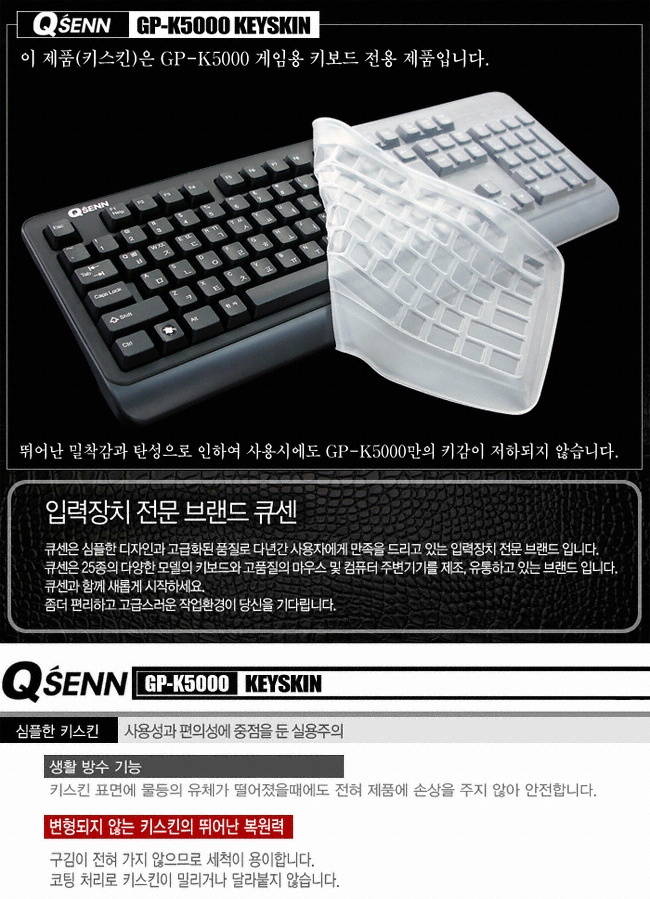 QSENN GP-K5000 KEYSKIN
이 제품(키스킨)은 GP-K5000 게임용 키보드 전용 제품입니다.
QSENN
Esc
F1 Help F2 F3 F4 F5 F6 F7 F8
Tab
Caps Lock
Shift
Ctrl Alt
뛰어난 밀착감과 탄성으로 인하여 사용시에도 GP-K5000만의 키감이 저하되지 않습니다.
입력장치 전문 브랜드 큐센
큐센은 심플한 디자인과 고급화된 품질로 다년간 사용자에게 만족을 드리고 있는 입력장치 전문 브랜드 입니다.
큐센은 25종의 다양한 모델의 키보드와 고품질의 마우스 및 컴퓨터 주변기기를 제조, 유통하고 있는 브랜드 입니다.
큐센과 함께 새롭게 시작하세요.
좀더 편리하고 고급스러운 작업환경이 당신을 기다립니다.
QSENN GP-K5000 KEYSKIN
심플한 키스킨 사용성과 편의성에 중점을 둔 실용주의
생활 방수 기능
키스킨 표면에 물등의 유체가 떨어졌을때에도 전혀 제품에 손상을 주지 않아 안전합니다.
변형되지 않는 키스킨의 뛰어난 복원력
구김이 전혀 가지 않으므로 세척이 용이합니다.
코팅 처리로 키스킨이 밀리거나 달라붙지 않습니다.